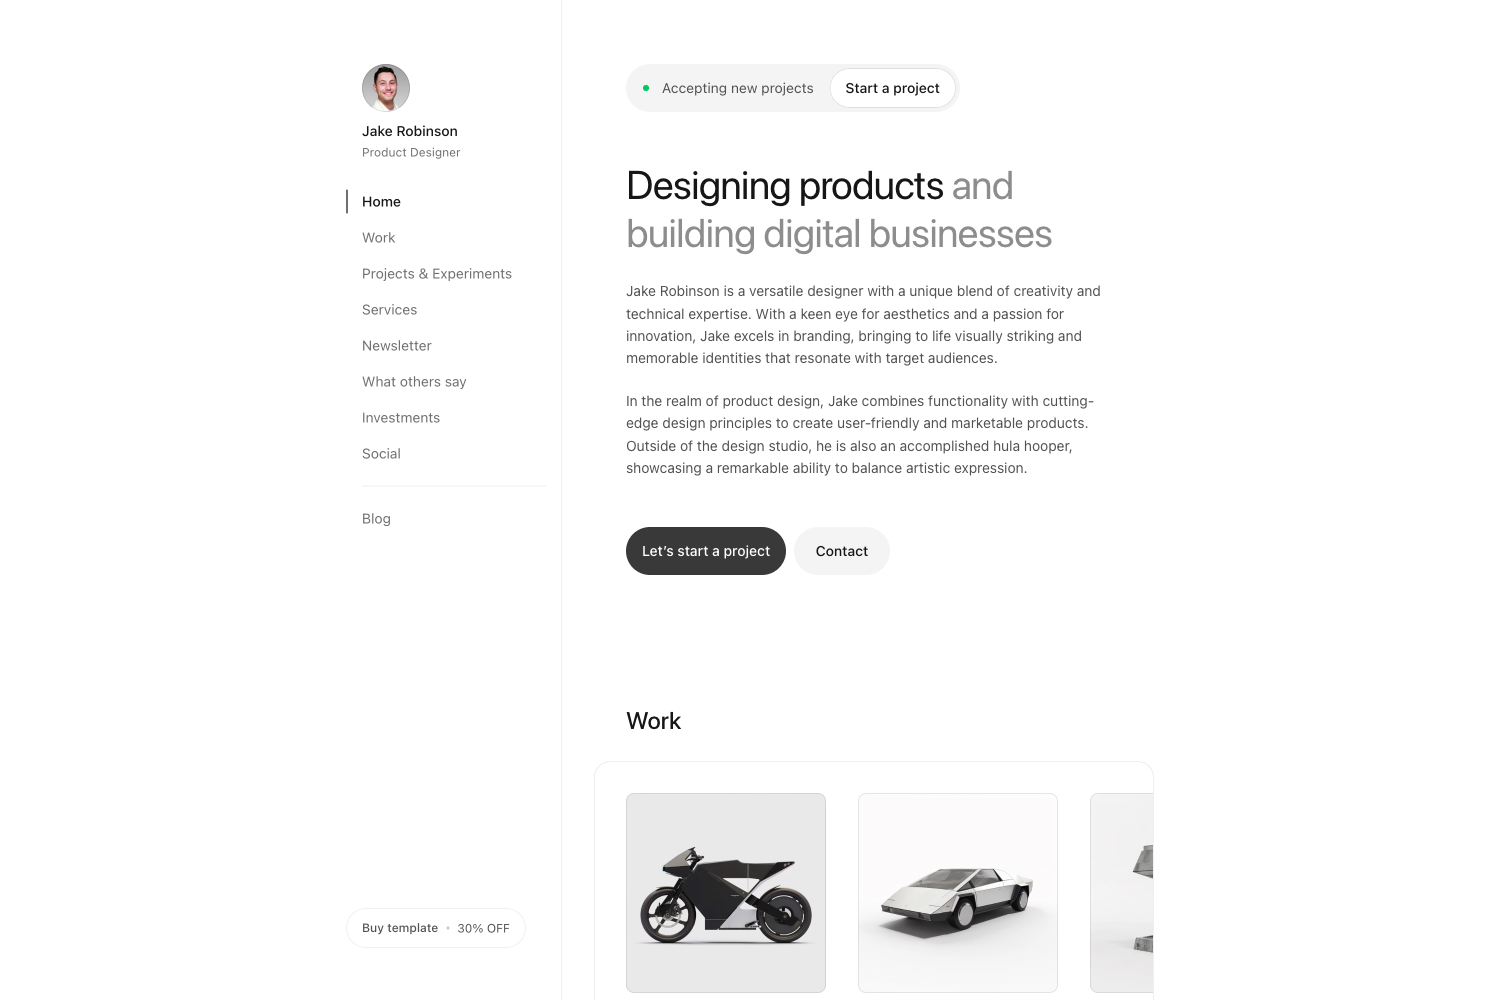 Jake Robinson
Product Designer
Home
Work
Projects & Experiments
Services
Newsletter
What others say
Investments
Social
Blog
Buy template • 30% OFF
Accepting new projects
Start a project
Designing products and
building digital businesses
Jake Robinson is a versatile designer with a unique blend of creativity and
technical expertise. With a keen eye for aesthetics and a passion for
innovation, Jake excels in branding, bringing to life visually striking and
memorable identities that resonate with target audiences.
In the realm of product design, Jake combines functionality with cutting-
edge design principles to create user-friendly and marketable products.
Outside of the design studio, he is also an accomplished hula hooper,
showcasing a remarkable ability to balance artistic expression.
Let’s start a project
Contact
Work